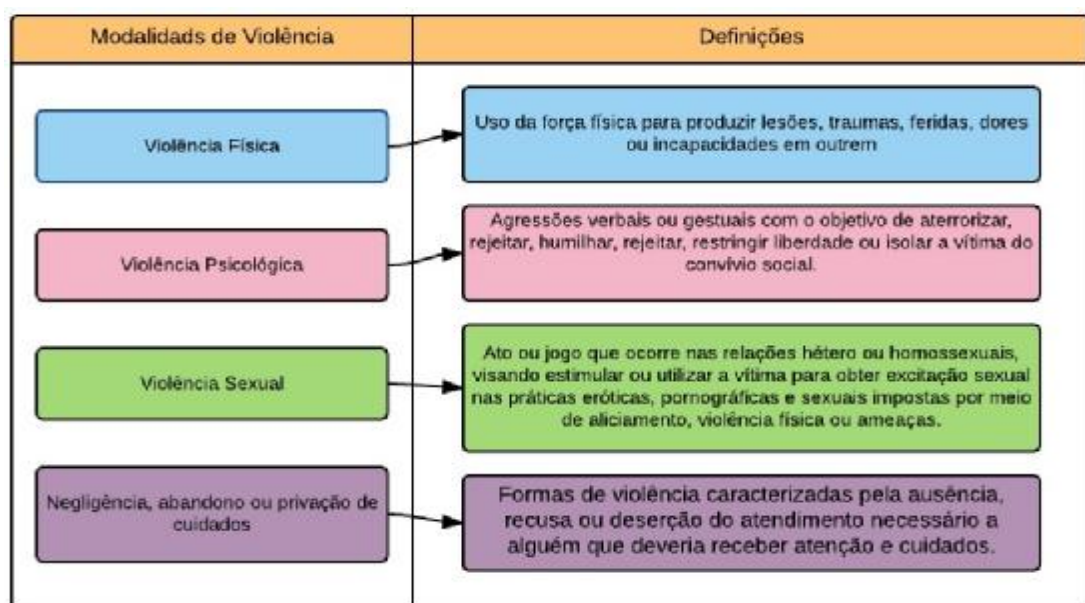 Modalidads de Violência
Definições
Violência Física
Uso da força física para produzir lesões, traumas, feridas, dores
ou incapacidades em outrem
Violência Psicológica
Agressões verbais ou gestuais com o objetivo de aterrorizar,
rejeitar, humilhar, rejeitar, restringir liberdade ou isolar a vítima do
convívio social.
Violência Sexual
Ato ou jogo que ocorre nas relações hétero ou homossexuais,
visando estimular ou utilizar a vítima para obter excitação sexual
nas práticas eróticas, pornográficas e sexuais impostas por meio
de aliciamento, violência física ou ameaças.
Negligência, abandono ou privação de
cuidados
Formas de violência caracterizadas pela ausência,
recusa ou deserção do atendimento necessário a
alguém que deveria receber atenção e cuidados.